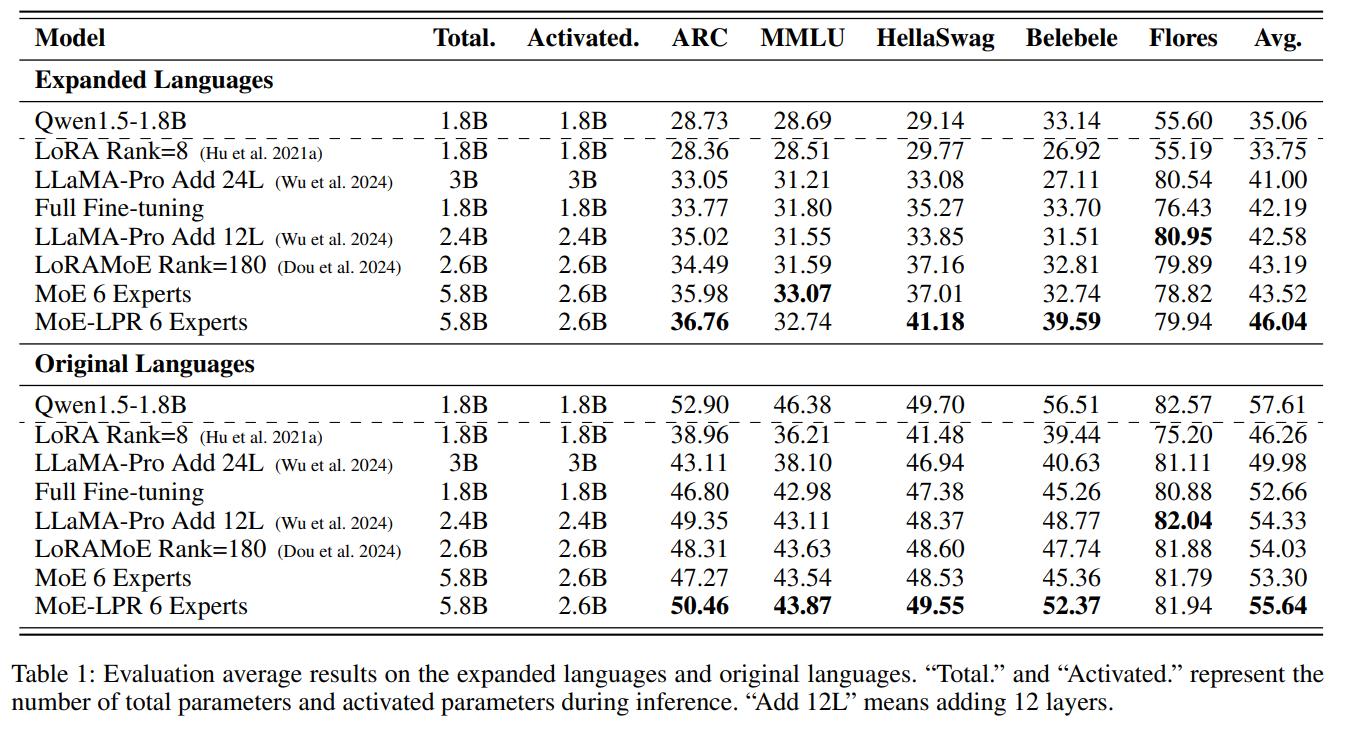 Model Total. Activated. ARC MMLU HellaSwag Belebele Flores Avg.
Expanded Languages
Qwen1.5-1.8B 1.8B 1.8B 28.73 28.69 29.14 33.14 55.60 35.06
LoRA Rank=8 (Hu et al. 2021a) 1.8B 1.8B 28.36 28.51 29.77 26.92 55.19 33.75
LLaMA-Pro Add 24L (Wu et al. 2024) 3B 3B 33.05 31.21 33.08 27.11 80.54 41.00
Full Fine-tuning 1.8B 1.8B 33.77 31.80 35.27 33.70 76.43 42.19
LLaMA-Pro Add 12L (Wu et al. 2024) 2.4B 2.4B 35.02 31.55 33.85 31.51 80.95 42.58
LoRAMoE Rank=180 (Dou et al. 2024) 2.6B 2.6B 34.49 31.59 37.16 32.81 79.89 43.19
MoE 6 Experts 5.8B 2.6B 35.98 33.07 37.01 32.74 78.82 43.52
MoE-LPR 6 Experts 5.8B 2.6B 36.76 32.74 41.18 39.59 79.94 46.04
Original Languages
Qwen1.5-1.8B 1.8B 1.8B 52.90 46.38 49.70 56.51 82.57 57.61
LoRA Rank=8 (Hu et al. 2021a) 1.8B 1.8B 38.96 36.21 41.48 39.44 75.20 46.26
LLaMA-Pro Add 24L (Wu et al. 2024) 3B 3B 43.11 38.10 46.94 40.63 81.11 49.98
Full Fine-tuning 1.8B 1.8B 46.80 42.98 47.38 45.26 80.88 52.66
LLaMA-Pro Add 12L (Wu et al. 2024) 2.4B 2.4B 49.35 43.11 48.37 48.77 82.04 54.33
LoRAMoE Rank=180 (Dou et al. 2024) 2.6B 2.6B 48.31 43.63 48.60 47.74 81.88 54.03
MoE 6 Experts 5.8B 2.6B 47.27 43.54 48.53 45.36 81.79 53.30
MoE-LPR 6 Experts 5.8B 2.6B 50.46 43.87 49.55 52.37 81.94 55.64
Table 1: Evaluation average results on the expanded languages and original languages. “Total.” and “Activated.” represent the
number of total parameters and activated parameters during inference. “Add 12L” means adding 12 layers.